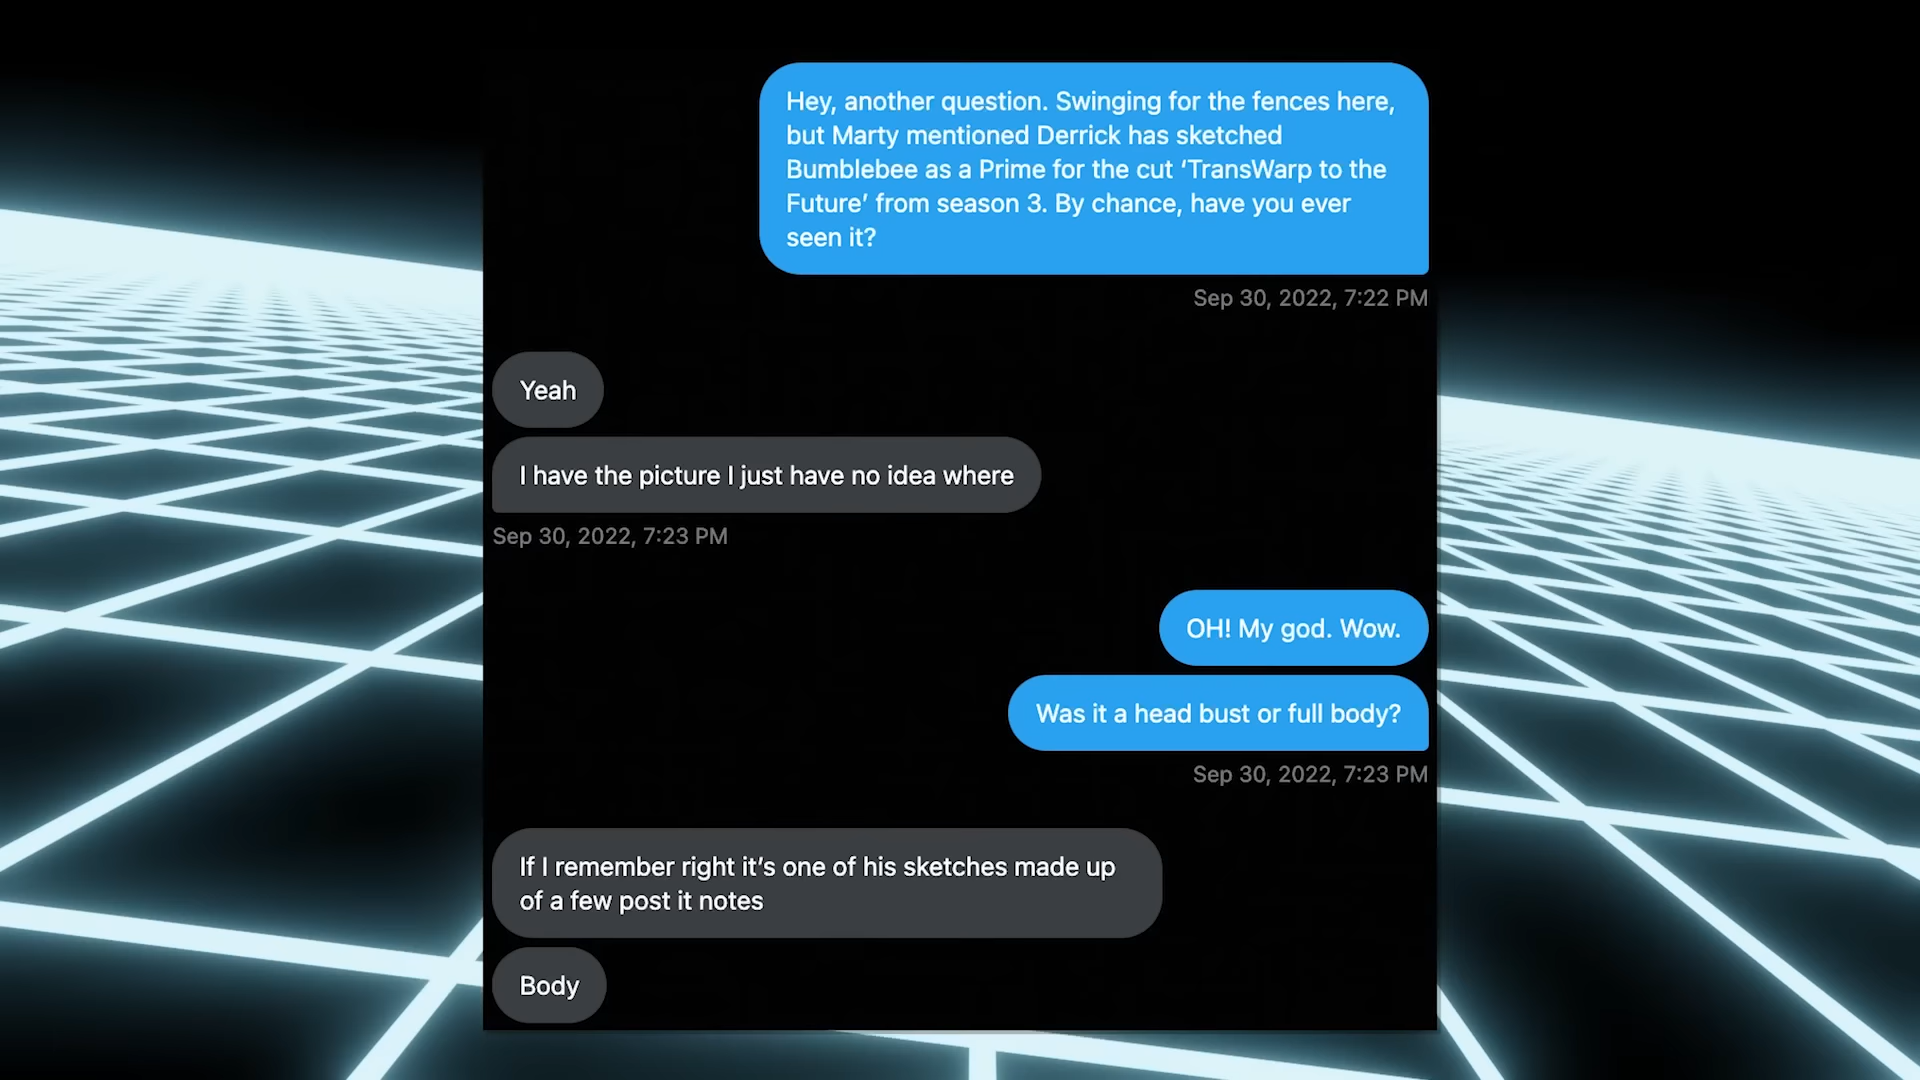 Hey, another question. Swinging for the fences here,
but Marty mentioned Derrick has sketched
Bumblebee as a Prime for the cut ‘TransWarp to the
Future’ from season 3. By chance, have you ever
seen it?
Sep 30, 2022, 7:22 PM
Yeah
I have the picture I just have no idea where
Sep 30, 2022, 7:23 PM
OH! My god. Wow.
Was it a head bust or full body?
Sep 30, 2022, 7:23 PM
If I remember right it’s one of his sketches made up
of a few post it notes
Body